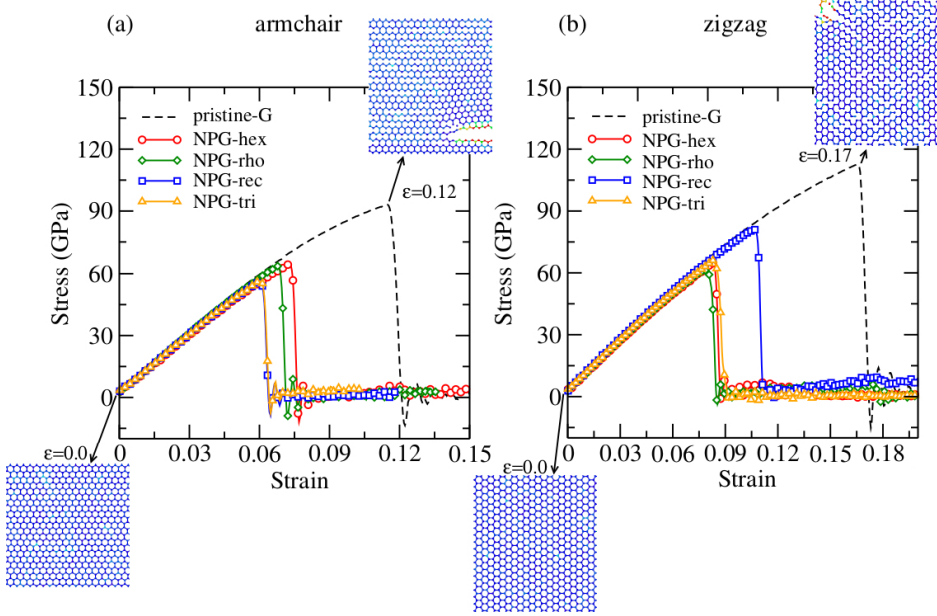 (a) armchair
(b) zigzag
150
120
90
60
30
0
Stress (GPa)
pristine-G
NPG-hex
NPG-rho
NPG-rec
NPG-tri
ε=0.12
0 0.03 0.06 0.09 0.12 0.15
Strain
ε=0.0
150
120
90
60
30
0
Stress (GPa)
pristine-G
NPG-hex
NPG-rho
NPG-rec
NPG-tri
ε=0.17
0 0.03 0.06 0.09 0.12 0.15 0.18
Strain
ε=0.0